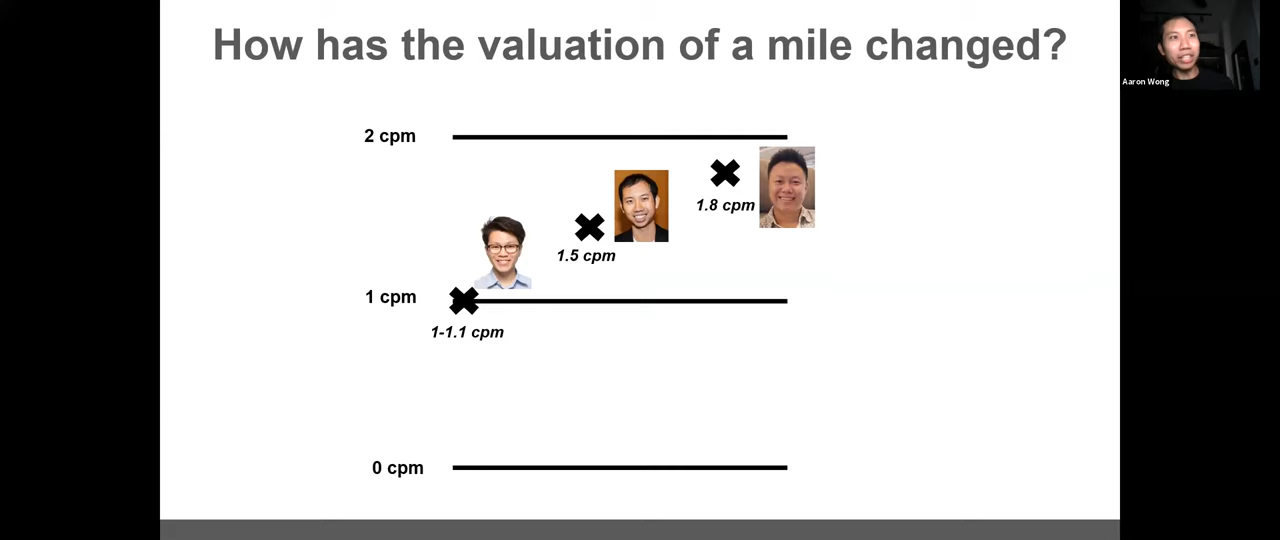 How has the valuation of a mile changed?
Aaron Wong
2 cpm
1.8 cpm
1.5 cpm
1 cpm
1-1.1 cpm
0 cpm